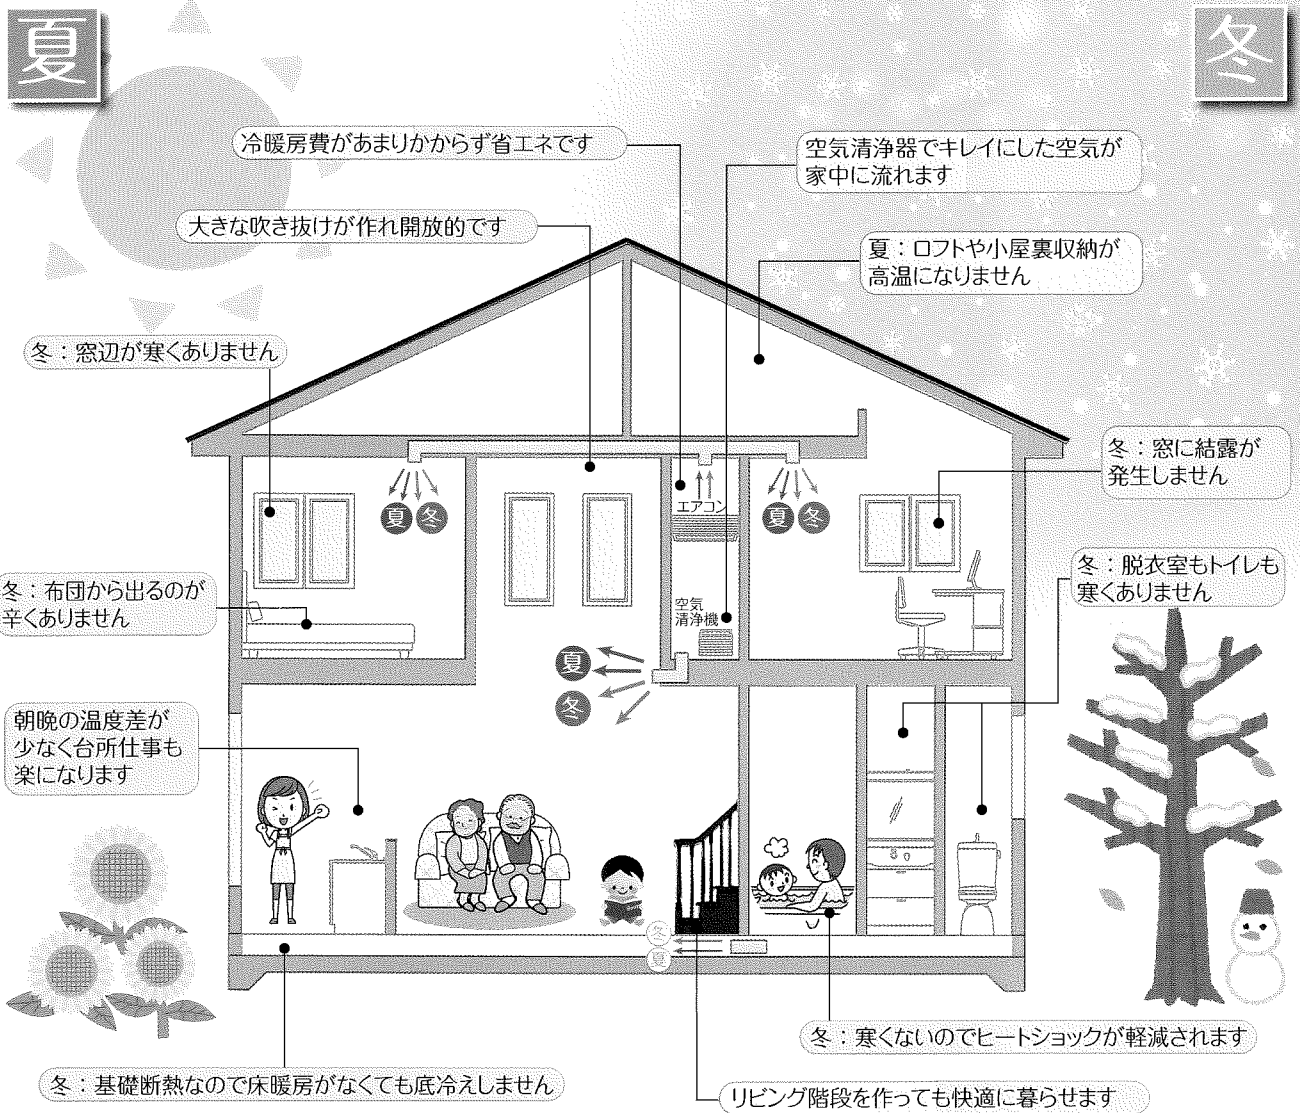 夏
冬
冷暖房費があまりかからず省エネです
空気清浄器でキレイにした空気が
家中に流れます
大きな吹き抜けが作れ開放的です
夏：ロフトや小屋裏収納が
高温になりません
冬：窓辺が寒くありません
冬：窓に結露が
発生しません
エアコン
夏
冬
夏
冬
冬：布団から出るのが
辛くありません
冬：脱衣室もトイレも
寒くありません
空気
清浄機
夏
冬
朝晩の温度差が
少なく台所仕事も
楽になります
冬
夏
冬：寒くないのでヒートショックが軽減されます
冬：基礎断熱なので床暖房がなくても底冷えしません
リビング階段を作っても快適に暮らせます